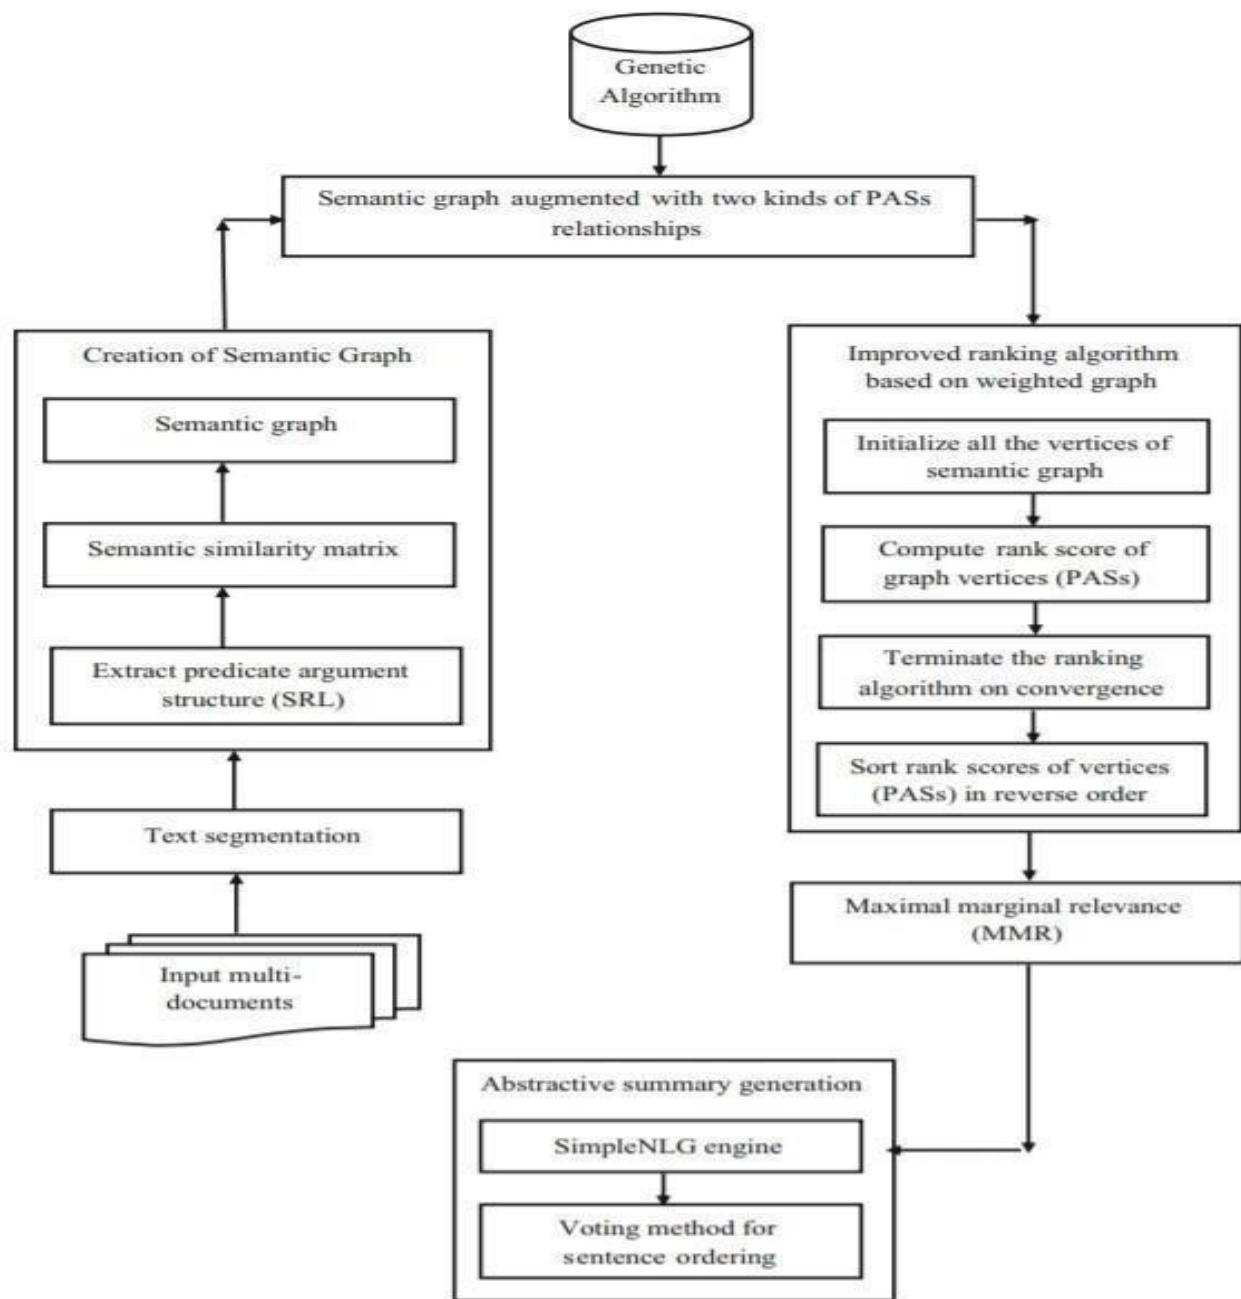 Genetic
Algorithm
Semantic graph augmented with two kinds of PASs
relationships
Creation of Semantic Graph
Semantic graph
Semantic similarity matrix
Extract predicate argument
structure (SRL)
Text segmentation
Input multi-
documents
Improved ranking algorithm
based on weighted graph
Initialize all the vertices of
semantic graph
Compute rank score of
graph vertices (PASs)
Terminate the ranking
algorithm on convergence
Sort rank scores of vertices
(PASs) in reverse order
Maximal marginal relevance
(MMR)
Abstractive summary generation
SimpleNLG engine
Voting method for
sentence ordering